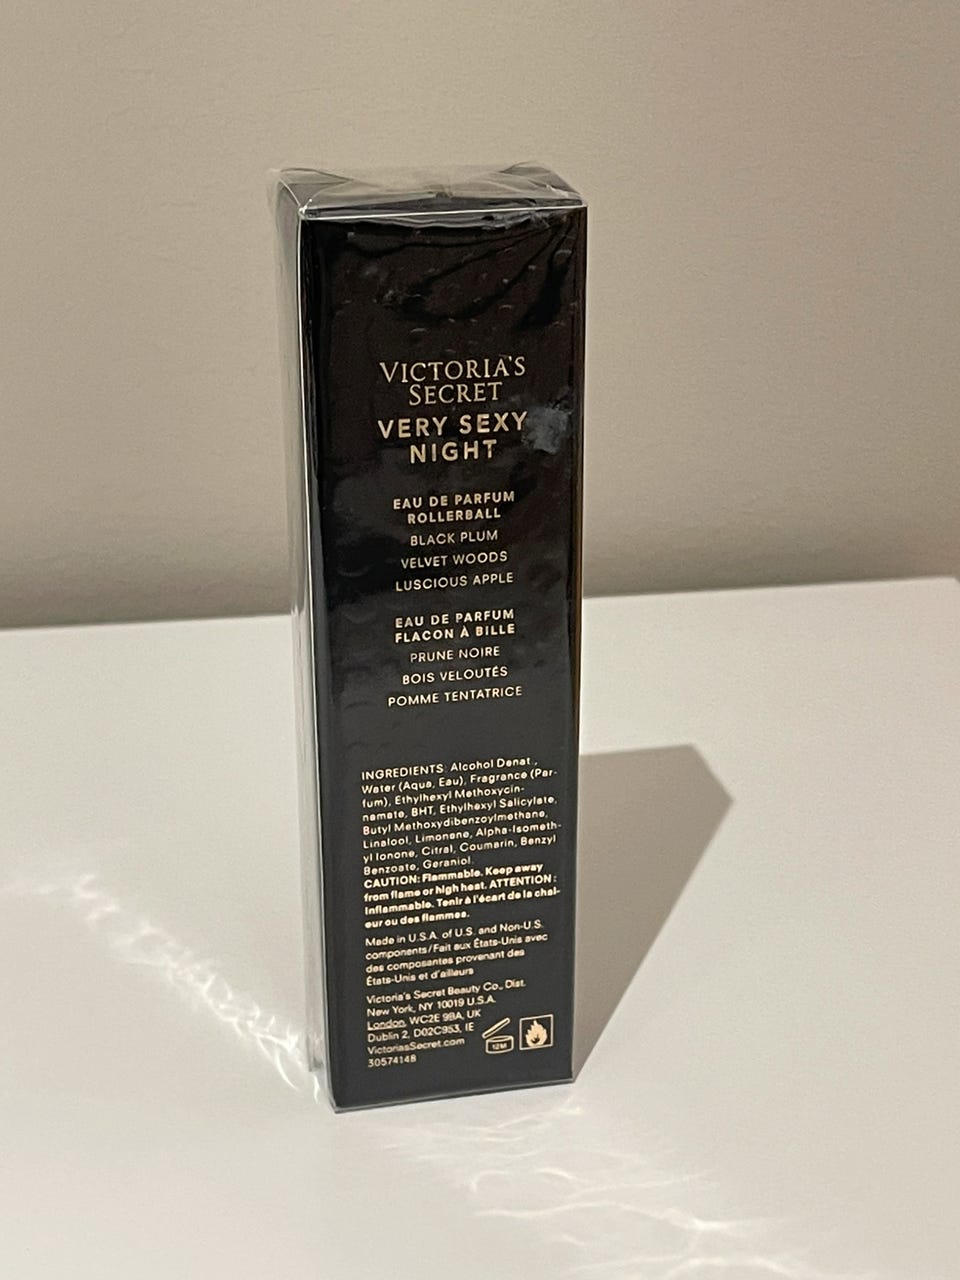 VICTORIA'S
SECRET
VERY SEXY
NIGHT
EAU DE PARFUM
ROLLERBALL
BLACK PLUM
VELVET WOODS
LUSCIOUS APPLE
EAU DE PARFUM
FLACON À BILLE
PRUNE NOIRE
BOIS VELOUTÉS
POMME TENTATRICE
INGREDIENTS: Alcohol Denat.,
Water (Aqua, Eau), Fragrance (Par-
fum), Ethylhexyl Methoxycin-
namate, BHT, Ethylhexyl Salicylate,
Butyl Methoxydibenzoylmethane,
Linalool, Limonene, Alpha-Isometh-
yl Ionone, Citral, Coumarin, Benzyl
Benzoate, Geraniol.
CAUTION: Flammable. Keep away
from flame or high heat. ATTENTION :
Inflammable. Tenir à l'écart de la chal-
eur ou des flammes.
Made in U.S.A. of U.S. and Non-U.S.
components/Fait aux États-Unis avec
des composantes provenant des
États-Unis et d'ailleurs
Victoria's Secret Beauty Co., Dist.
New York, NY 10019 U.S.A.
London, WC2E 9BA, UK
Dublin 2, D02C953, IE
VictoriasSecret.com
30574148
12M